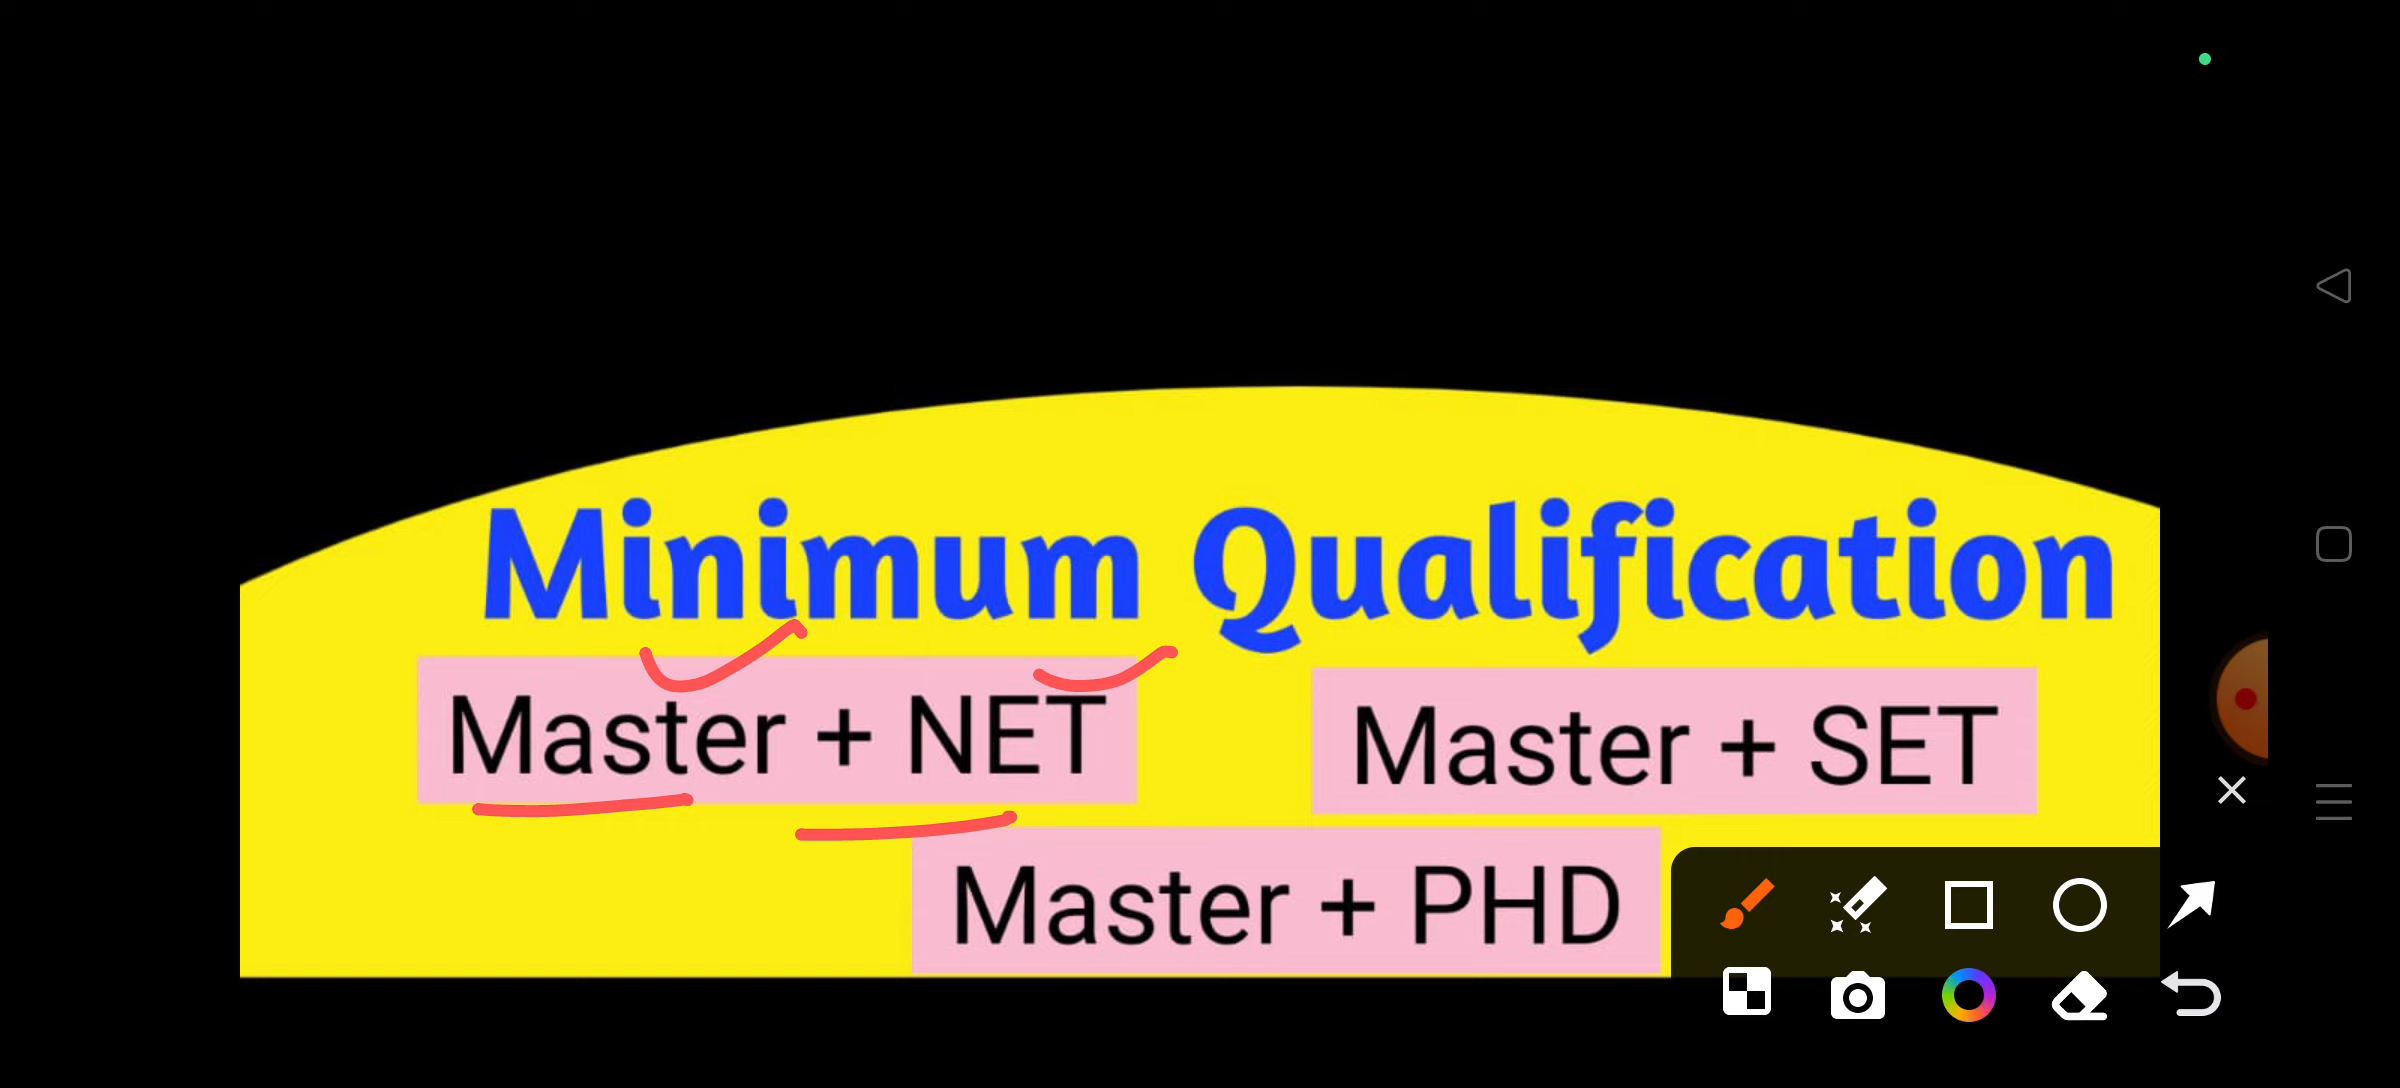 Minimum Qualification
Master + NET
Master + SET
Master + PHD